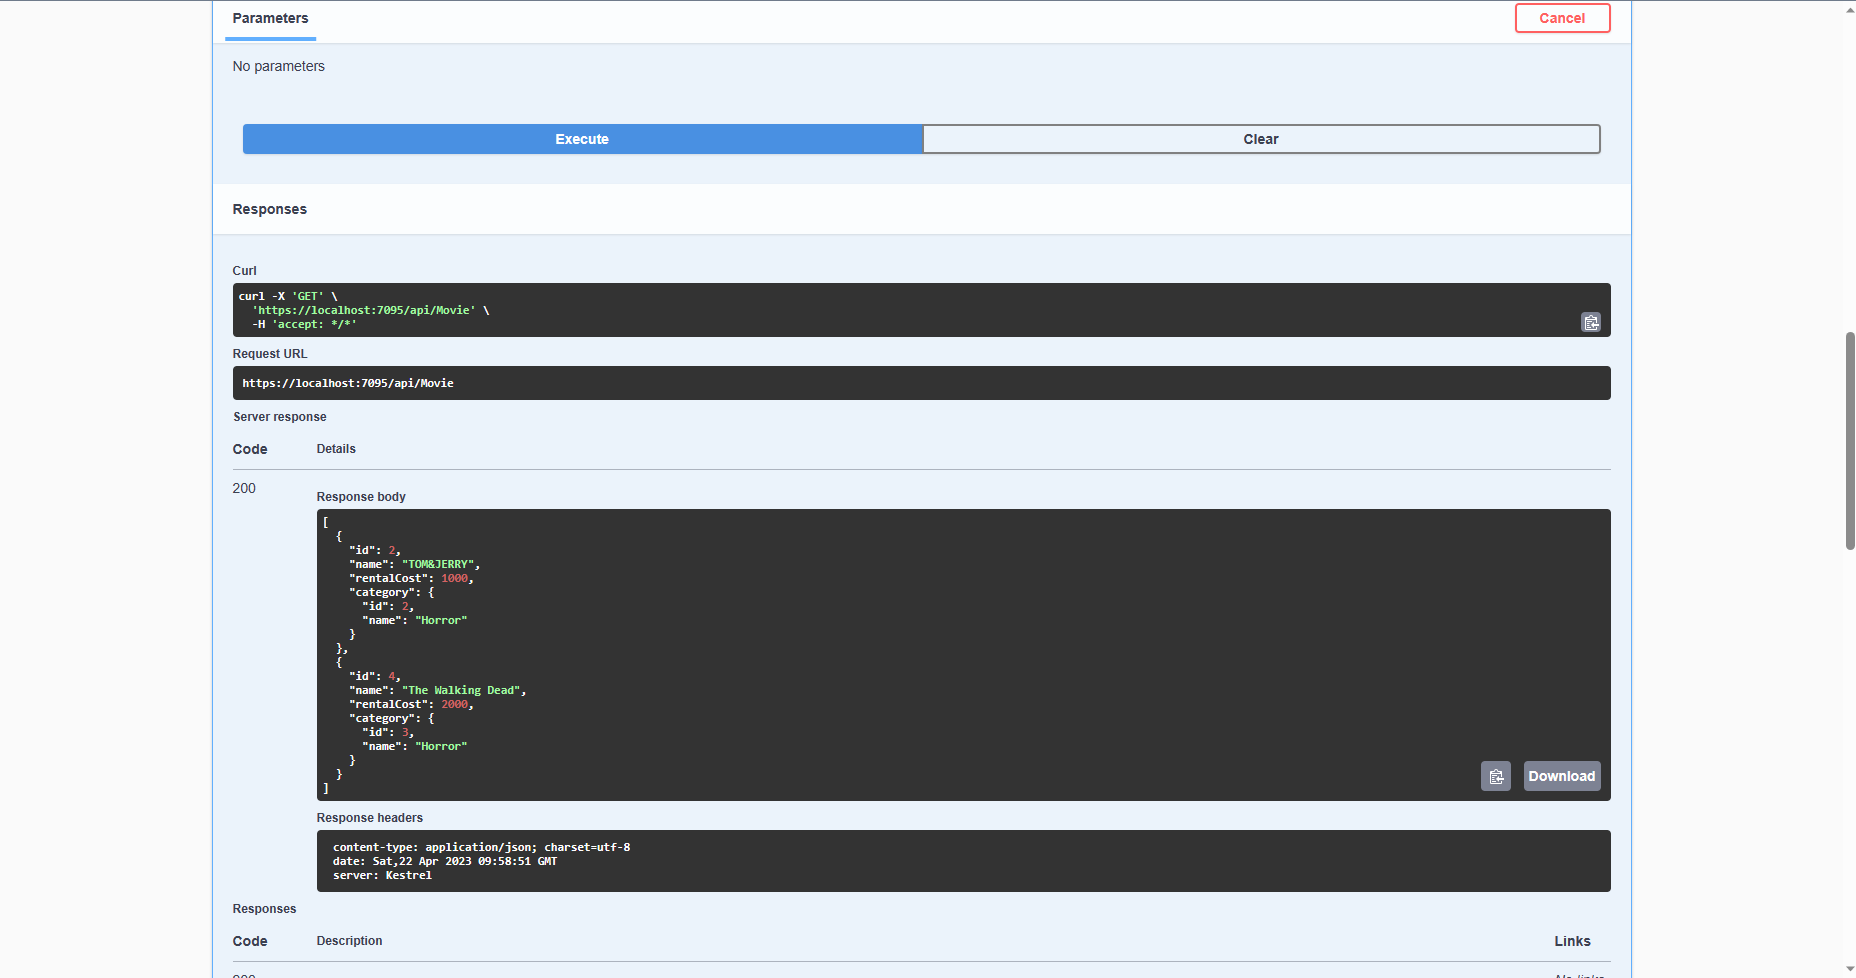 Parameters
Cancel
No parameters
Execute
Clear
Responses
Curl
curl -X 'GET' \
  'https://localhost:7095/api/Movie' \
  -H 'accept: */*'
Request URL
https://localhost:7095/api/Movie
Server response
Code Details
200
Response body
[
  {
    "id": 2,
    "name": "TOM&JERRY",
    "rentalCost": 1000,
    "category": {
      "id": 2,
      "name": "Horror"
    }
  },
  {
    "id": 4,
    "name": "The Walking Dead",
    "rentalCost": 2000,
    "category": {
      "id": 3,
      "name": "Horror"
    }
  }
]
Download
Response headers
content-type: application/json; charset=utf-8
date: Sat,22 Apr 2023 09:58:51 GMT
server: Kestrel
Responses
Code Description Links